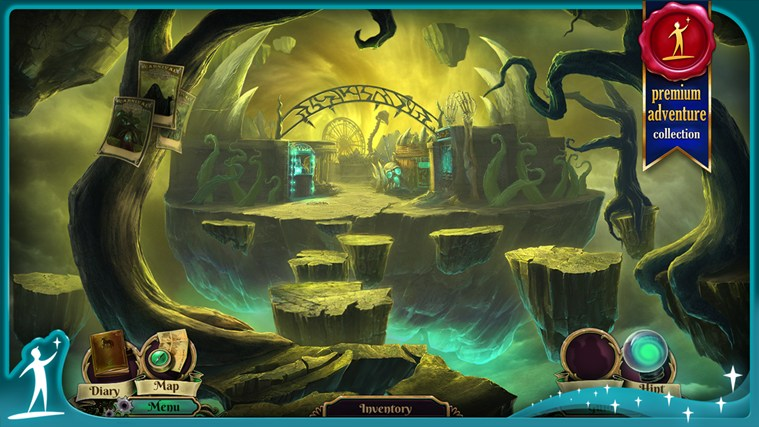 premium
adventure
collection
Diary
Map
Menu
Inventory
Hint